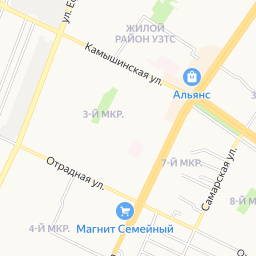 ЖИЛОЙ
РАЙОН УЗТС
Камышинская ул.
Альянс
3-Й МКР.
7-Й МКР.
Самарская ул.
Отрадная ул.
Магнит Семейный
4-Й МКР.
8-Й